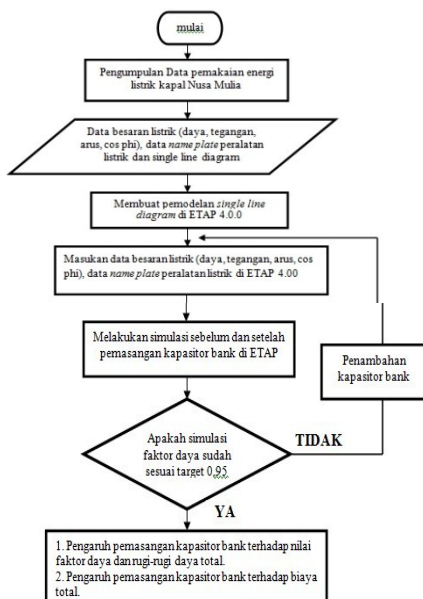 mulai
Pengumpulan Data pemakaian energi
listrik kapal Nusa Mulia
Data besaran listrik (daya, tegangan,
arus, cos phi), data name plate peralatan
listrik dan single line diagram
Membuat pemodelan single line
diagram di ETAP 4.0.0
Masukan data besaran listrik (daya, tegangan, arus, cos
phi), data name plate peralatan listrik di ETAP 4.00
Melakukan simulasi sebelum dan setelah
pemasangan kapasitor bank di ETAP
Penambahan
kapasitor bank
Apakah simulasi
faktor daya sudah
sesuai target 0,95
TIDAK
YA
1. Pengaruh pemasangan kapasitor bank terhadap nilai
faktor daya dan rugi-rugi daya total.
2. Pengaruh pemasangan kapasitor bank terhadap biaya
total.